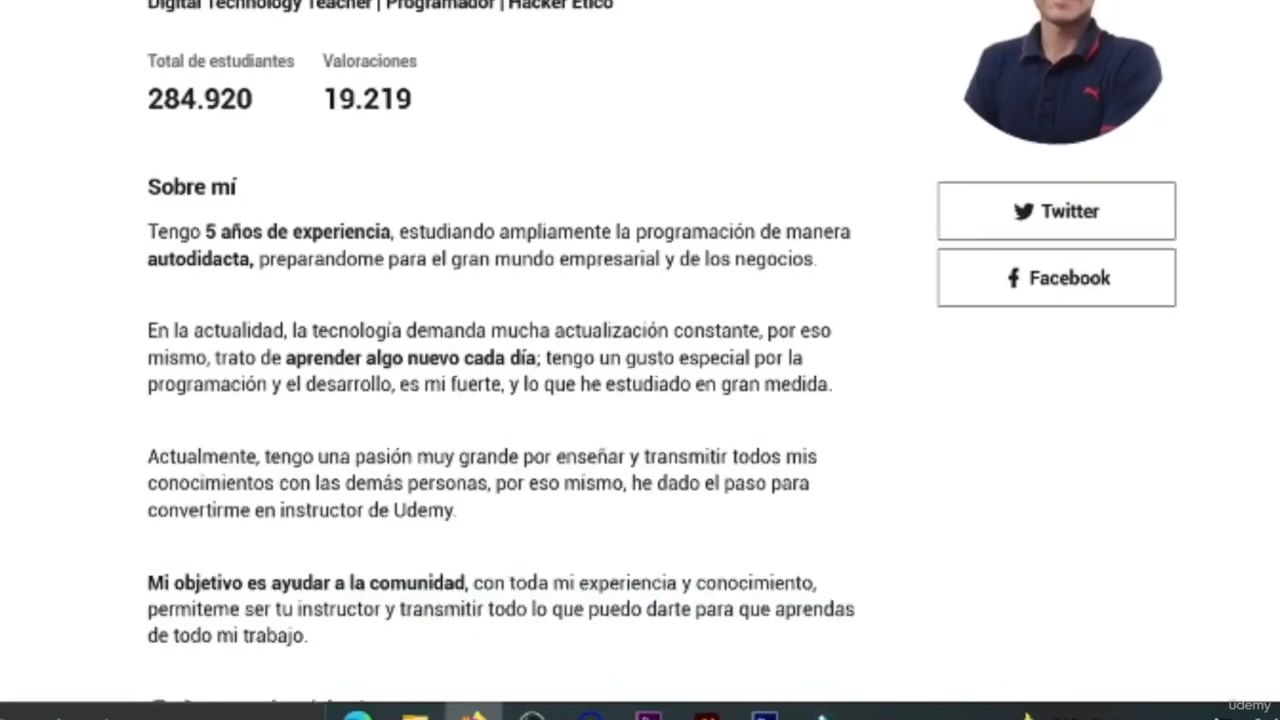 Digital Technology Teacher | Programador | Hacker Ético
Total de estudiantes Valoraciones
284.920 19.219
Sobre mí
Tengo 5 años de experiencia, estudiando ampliamente la programación de manera
autodidacta, preparandome para el gran mundo empresarial y de los negocios.
En la actualidad, la tecnología demanda mucha actualización constante, por eso
mismo, trato de aprender algo nuevo cada día; tengo un gusto especial por la
programación y el desarrollo, es mi fuerte, y lo que he estudiado en gran medida.
Actualmente, tengo una pasión muy grande por enseñar y transmitir todos mis
conocimientos con las demás personas, por eso mismo, he dado el paso para
convertirme en instructor de Udemy.
Mi objetivo es ayudar a la comunidad, con toda mi experiencia y conocimiento,
permiteme ser tu instructor y transmitir todo lo que puedo darte para que aprendas
de todo mi trabajo.
Twitter
Facebook
udemy